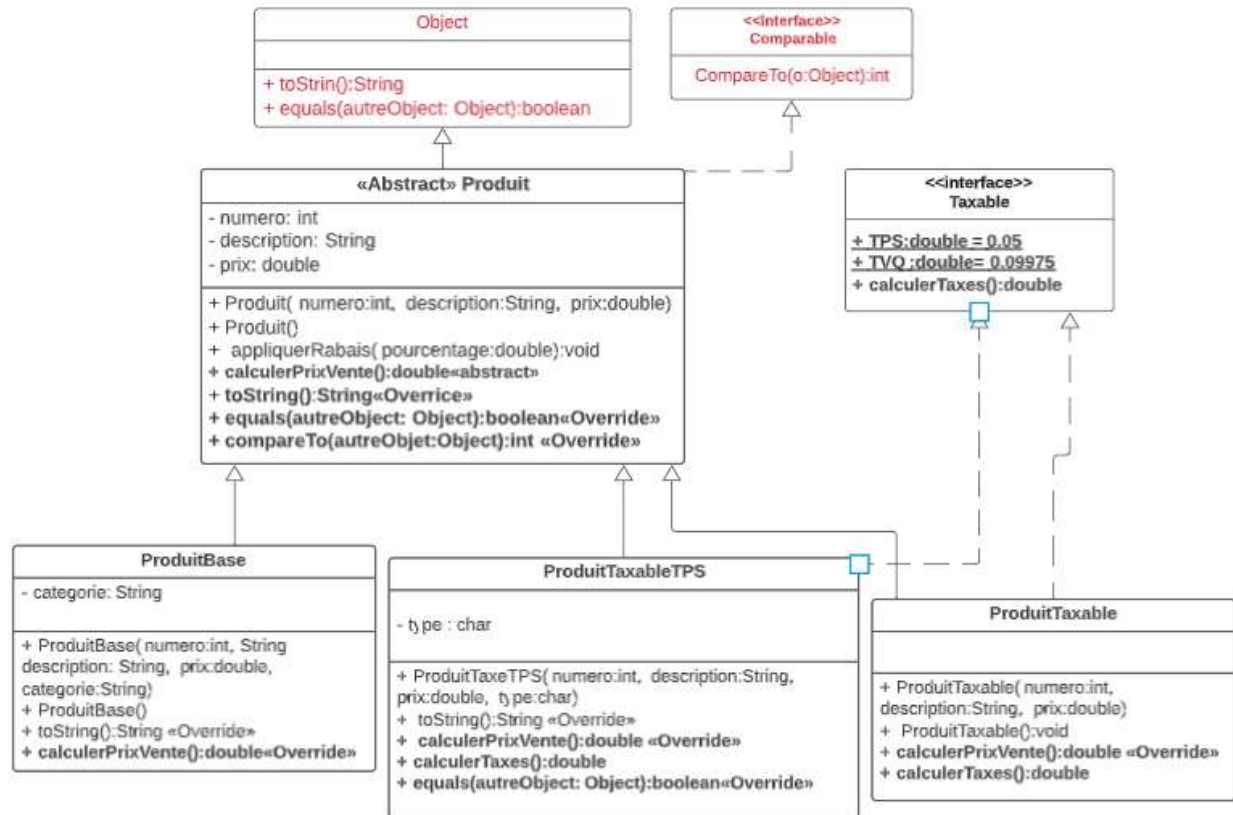 Object
+ toStrin():String
+ equals(autreObject: Object):boolean
<<interface>>
Comparable
CompareTo(o:Object):int
«Abstract» Produit
- numero: int
- description: String
- prix: double
+ Produit( numero:int, description:String, prix:double)
+ Produit()
+ appliquerRabais( pourcentage:double):void
+ calculerPrixVente():double«abstract»
+ toString():String«Overrice»
+ equals(autreObject: Object):boolean«Override»
+ compareTo(autreObjet:Object):int «Override»
<<interface>>
Taxable
+ TPS:double = 0.05
+ TVQ :double= 0.09975
+ calculerTaxes():double
ProduitBase
- categorie: String
+ ProduitBase( numero:int, String
description: String, prix:double,
categorie:String)
+ ProduitBase()
+ toString():String «Override»
+ calculerPrixVente():double«Override»
ProduitTaxableTPS
- type : char
+ ProduitTaxeTPS( numero:int, description:String,
prix:double, type:char)
+ toString():String «Override»
+ calculerPrixVente():double «Override»
+ calculerTaxes():double
+ equals(autreObject: Object):boolean«Override»
ProduitTaxable
+ ProduitTaxable( numero:int,
description:String, prix:double)
+ ProduitTaxable():void
+ calculerPrixVente():double «Override»
+ calculerTaxes():double